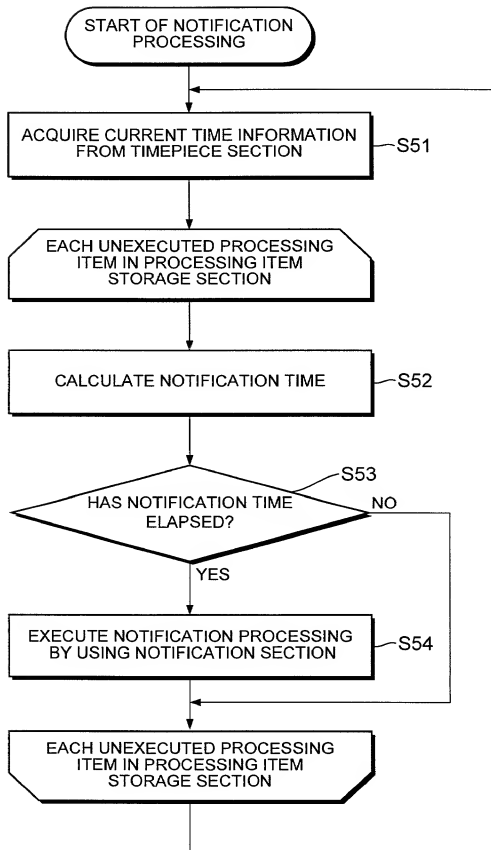 START OF NOTIFICATION
PROCESSING
ACQUIRE CURRENT TIME INFORMATION
FROM TIMEPIECE SECTION
S51
EACH UNEXECUTED PROCESSING
ITEM IN PROCESSING ITEM
STORAGE SECTION
CALCULATE NOTIFICATION TIME
S52
S53
HAS NOTIFICATION TIME
ELAPSED?
NO
YES
EXECUTE NOTIFICATION PROCESSING
BY USING NOTIFICATION SECTION
S54
EACH UNEXECUTED PROCESSING
ITEM IN PROCESSING ITEM
STORAGE SECTION